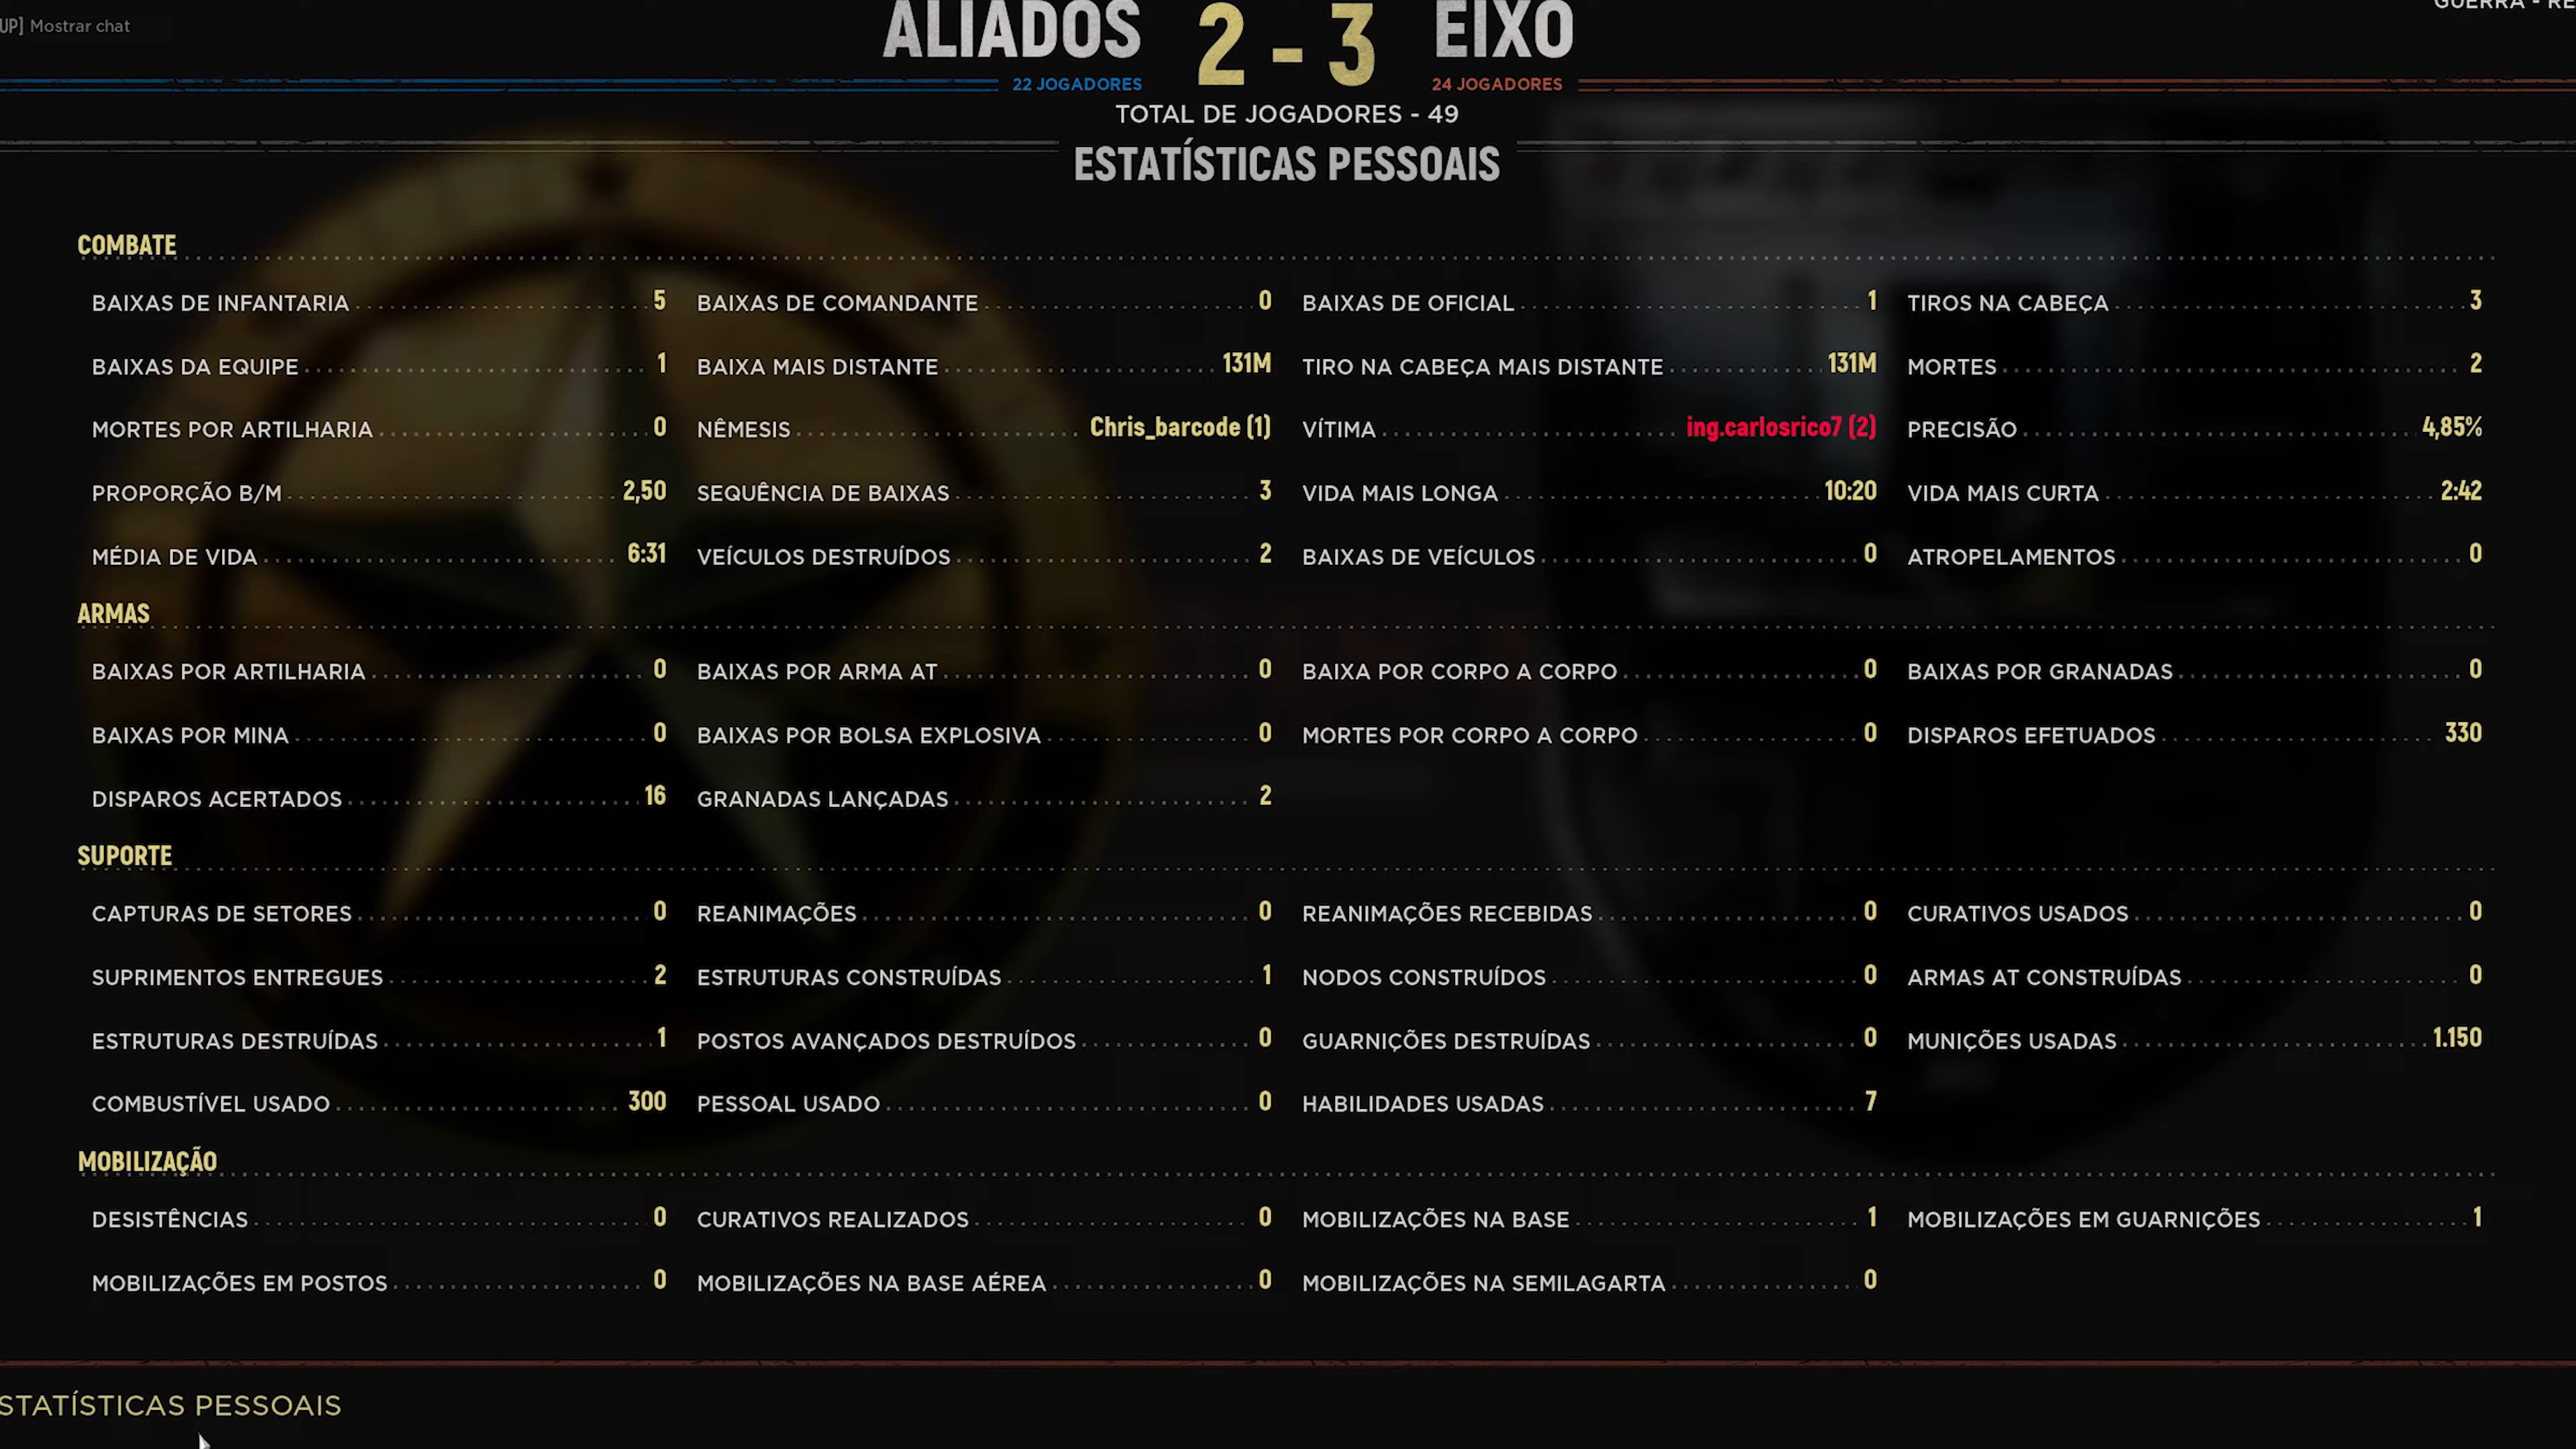 UP] Mostrar chat
ALIADOS 2 - 3 EIXO
22 JOGADORES 24 JOGADORES
TOTAL DE JOGADORES - 49
ESTATÍSTICAS PESSOAIS
COMBATE
BAIXAS DE INFANTARIA 5 BAIXAS DE COMANDANTE 0 BAIXAS DE OFICIAL 1 TIROS NA CABEÇA 3
BAIXAS DA EQUIPE 1 BAIXA MAIS DISTANTE 131M TIRO NA CABEÇA MAIS DISTANTE 131M MORTES 2
MORTES POR ARTILHARIA 0 NÊMESIS Chris_barcode (1) VÍTIMA ing.carlosrico7 (2) PRECISÃO 4,85%
PROPORÇÃO B/M 2,50 SEQUÊNCIA DE BAIXAS 3 VIDA MAIS LONGA 10:20 VIDA MAIS CURTA 2:42
MÉDIA DE VIDA 6:31 VEÍCULOS DESTRUÍDOS 2 BAIXAS DE VEÍCULOS 0 ATROPELAMENTOS 0
ARMAS
BAIXAS POR ARTILHARIA 0 BAIXAS POR ARMA AT 0 BAIXA POR CORPO A CORPO 0 BAIXAS POR GRANADAS 0
BAIXAS POR MINA 0 BAIXAS POR BOLSA EXPLOSIVA 0 MORTES POR CORPO A CORPO 0 DISPAROS EFETUADOS 330
DISPAROS ACERTADOS 16 GRANADAS LANÇADAS 2
SUPORTE
CAPTURAS DE SETORES 0 REANIMAÇÕES 0 REANIMAÇÕES RECEBIDAS 0 CURATIVOS USADOS 0
SUPRIMENTOS ENTREGUES 2 ESTRUTURAS CONSTRUÍDAS 1 NODOS CONSTRUÍDOS 0 ARMAS AT CONSTRUÍDAS 0
ESTRUTURAS DESTRUÍDAS 1 POSTOS AVANÇADOS DESTRUÍDOS 0 GUARNIÇÕES DESTRUÍDAS 0 MUNIÇÕES USADAS 1.150
COMBUSTÍVEL USADO 300 PESSOAL USADO 0 HABILIDADES USADAS 7
MOBILIZAÇÃO
DESISTÊNCIAS 0 CURATIVOS REALIZADOS 0 MOBILIZAÇÕES NA BASE 1 MOBILIZAÇÕES EM GUARNIÇÕES 1
MOBILIZAÇÕES EM POSTOS 0 MOBILIZAÇÕES NA BASE AÉREA 0 MOBILIZAÇÕES NA SEMILAGARTA 0
STATÍSTICAS PESSOAIS